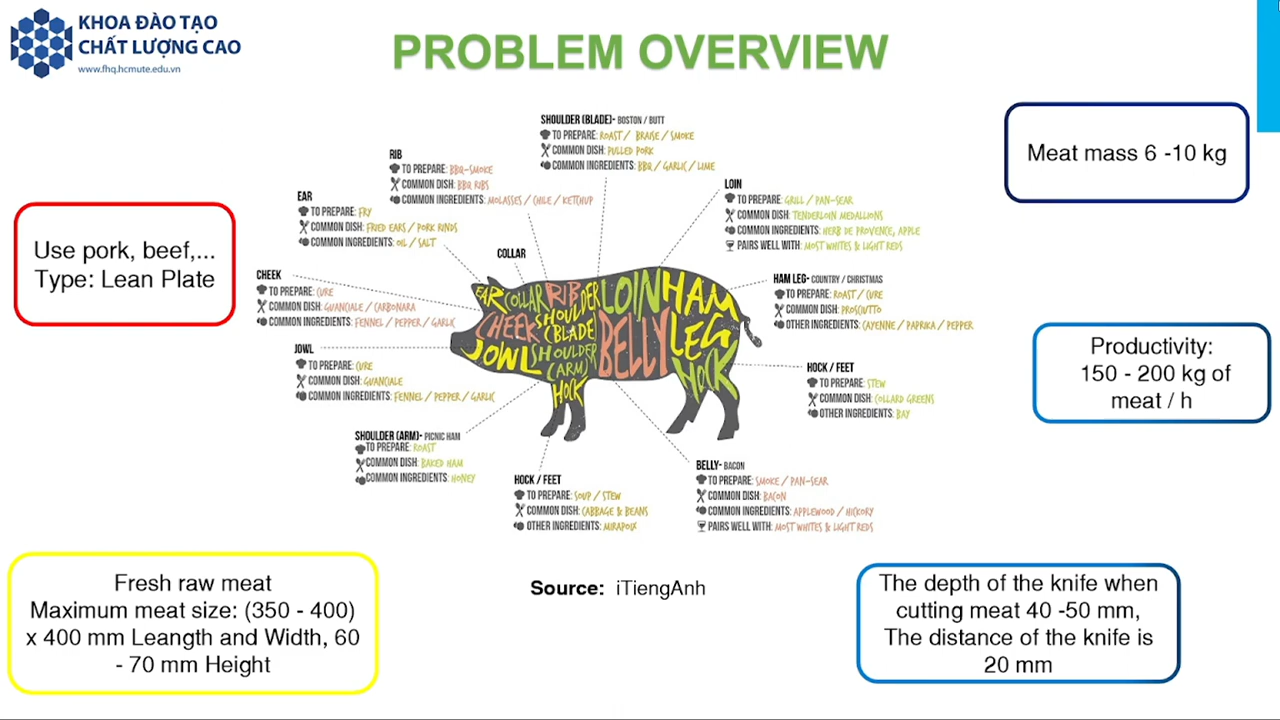 KHOA ĐÀO TẠO
CHẤT LƯỢNG CAO
www.fhq.hcmute.edu.vn
PROBLEM OVERVIEW
Meat mass 6 -10 kg
Use pork, beef,...
Type: Lean Plate
Productivity:
150 - 200 kg of
meat / h
Fresh raw meat
Maximum meat size: (350 - 400)
x 400 mm Leangth and Width, 60
- 70 mm Height
The depth of the knife when
cutting meat 40 -50 mm,
The distance of the knife is
20 mm
SHOULDER (BLADE)- BOSTON / BUTT
TO PREPARE: ROAST / BRAISE / SMOKE
COMMON DISH: PULLED PORK
COMMON INGREDIENTS: BBQ / GARLIC / LIME
RIB
TO PREPARE: BBQ-SMOKE
COMMON DISH: BBQ RIBS
COMMON INGREDIENTS: MOLASSES / CHILE / KETCHUP
LOIN
TO PREPARE: GRILL / PAN-SEAR
COMMON DISH: TENDERLOIN MEDALLIONS
COMMON INGREDIENTS: HERB DE PROVENCE, APPLE
PAIRS WELL WITH: MOST WHITES & LIGHT REDS
EAR
TO PREPARE: FRY
COMMON DISH: FRIED EARS / PORK RINDS
COMMON INGREDIENTS: OIL / SALT
COLLAR
CHEEK
TO PREPARE: CURE
COMMON DISH: GUANCIALE / CARBONARA
COMMON INGREDIENTS: FENNEL / PEPPER / GARLIC
HAM LEG- COUNTRY / CHRISTMAS
TO PREPARE: ROAST / CURE
COMMON DISH: PROSCIUTTO
OTHER INGREDIENTS: CAYENNE / PAPRIKA / PEPPER
JOWL
TO PREPARE: CURE
COMMON DISH: GUANCIALE
COMMON INGREDIENTS: FENNEL / PEPPER / GARLIC
HOCK / FEET
TO PREPARE: STEW
COMMON DISH: COLLARD GREENS
OTHER INGREDIENTS: BAY
EAR
COLLAR
RIB
SHOULDER
(BLADE)
LOIN
HAM
LEG
CHEEK
JOWL
SHOULDER
(ARM)
BELLY
HOCK
HOCK
SHOULDER (ARM)- PICNIC HAM
TO PREPARE: ROAST
COMMON DISH: BAKED HAM
COMMON INGREDIENTS: HONEY
HOCK / FEET
TO PREPARE: SOUP / STEW
COMMON DISH: CABBAGE & BEANS
OTHER INGREDIENTS: MIRAPOIX
BELLY- BACON
TO PREPARE: SMOKE / PAN-SEAR
COMMON DISH: BACON
COMMON INGREDIENTS: APPLEWOOD / HICKORY
PAIRS WELL WITH: MOST WHITES & LIGHT REDS
Source: iTiengAnh